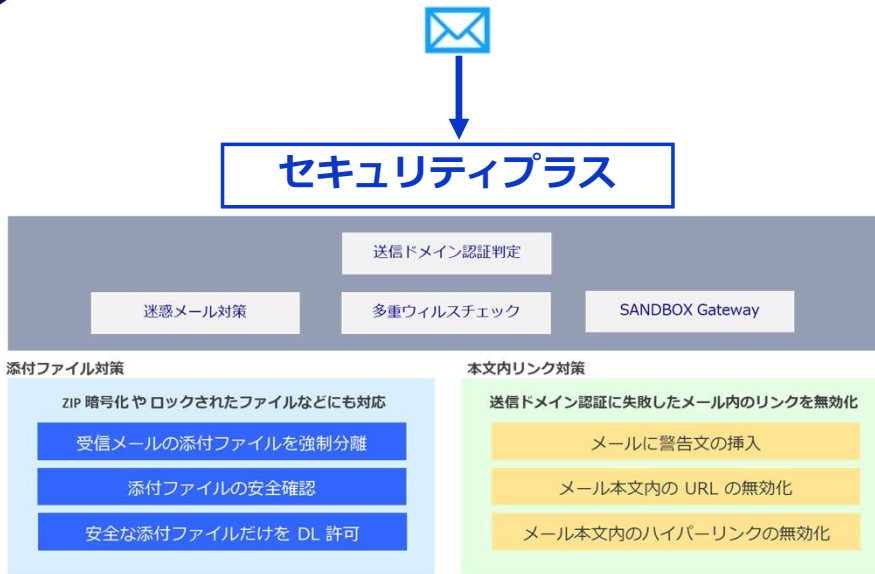 セキュリティプラス
送信ドメイン認証判定
迷惑メール対策
多重ウィルスチェック
SANDBOX Gateway
添付ファイル対策
ZIP 暗号化 や ロックされたファイルなどにも対応
受信メールの添付ファイルを強制分離
添付ファイルの安全確認
安全な添付ファイルだけを DL 許可
本文内リンク対策
送信ドメイン認証に失敗したメール内のリンクを無効化
メールに警告文の挿入
メール本文内の URL の無効化
メール本文内のハイパーリンクの無効化